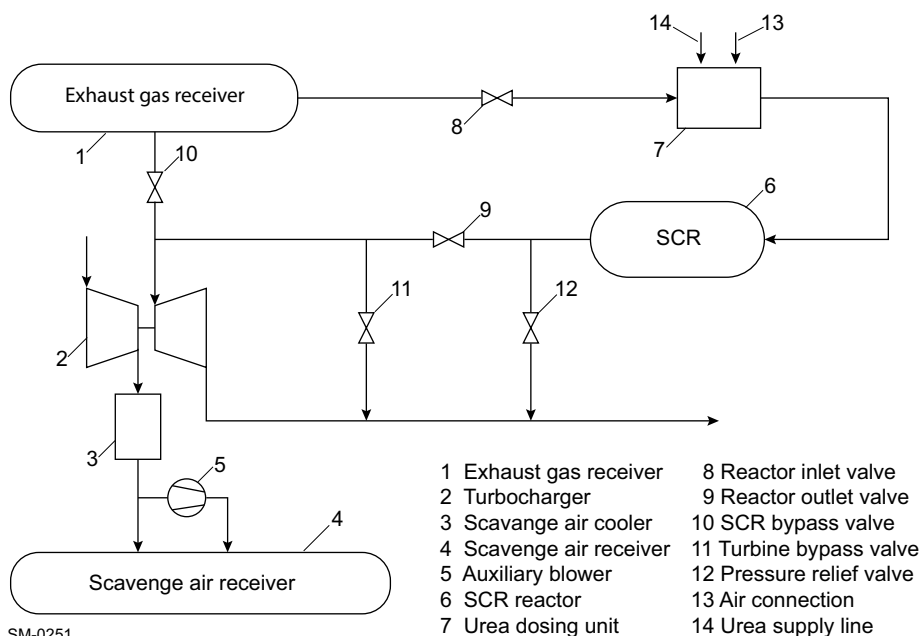 14
13
Exhaust gas receiver
8
7
1
10
6
9
SCR
11
12
2
3
5
4
Scavenge air receiver
1 Exhaust gas receiver
2 Turbocharger
3 Scavange air cooler
4 Scavenge air receiver
5 Auxiliary blower
6 SCR reactor
7 Urea dosing unit
8 Reactor inlet valve
9 Reactor outlet valve
10 SCR bypass valve
11 Turbine bypass valve
12 Pressure relief valve
13 Air connection
14 Urea supply line
SM-0251